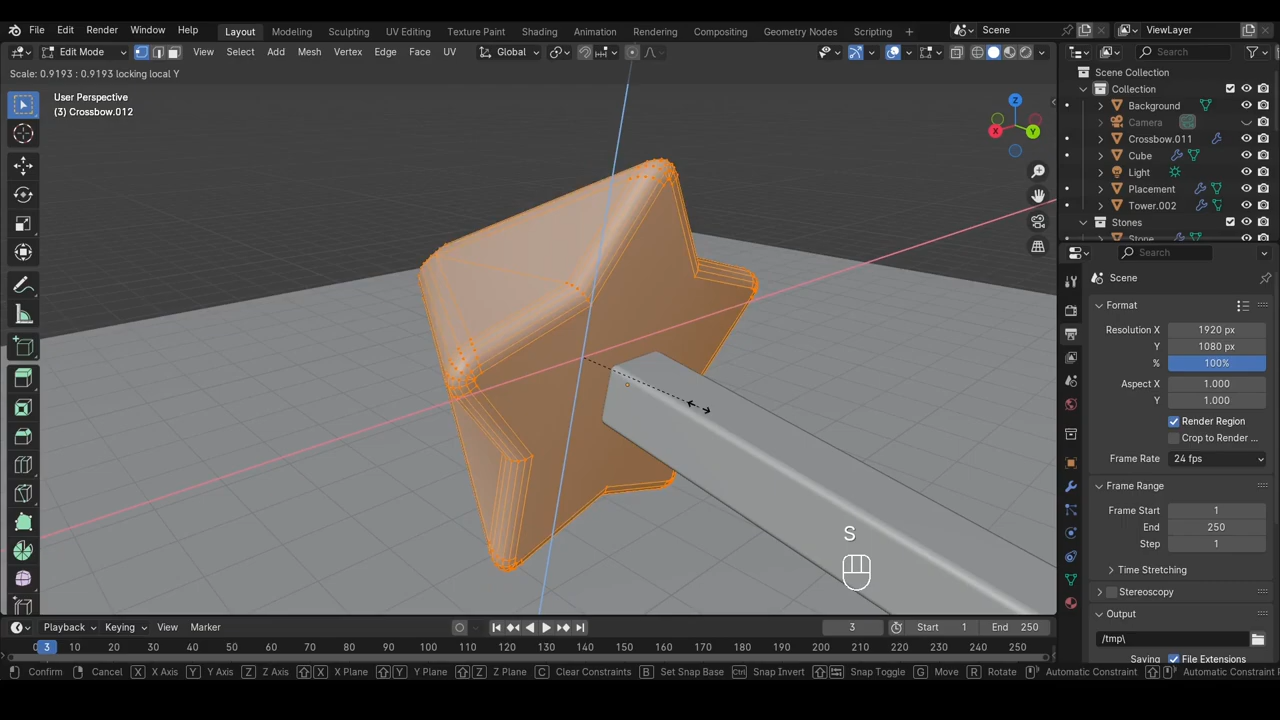 File Edit Render Window Help Layout Modeling Sculpting UV Editing Texture Paint Shading Animation Rendering Compositing Geometry Nodes Scripting + Scene ViewLayer
Edit Mode View Select Add Mesh Vertex Edge Face UV Global Search
Scale: 0.9193 : 0.9193 locking local Y
Scene Collection
Collection
User Perspective
(3) Crossbow.012
Background
Camera
Crossbow.011
Cube
Light
Placement
Tower.002
Stones
Z
Y
X
Search
Scene
Format
Resolution X 1920 px
Y 1080 px
% 100%
Aspect X 1.000
Y 1.000
Render Region
Crop to Render ...
Frame Rate 24 fps
Frame Range
Frame Start 1
End 250
Step 1
Time Stretching
Stereoscopy
Output
/tmp\
Saving File Extensions
S
Playback Keying View Marker 3 Start 1 End 250
3 10 20 30 40 50 60 70 80 90 100 110 120 130 140 150 160 170 180 190 200 210 220 230 240 250
Confirm Cancel X X Axis Y Y Axis Z Z Axis X X Plane Y Y Plane Z Z Plane C Clear Constraints B Set Snap Base Ctrl Snap Invert Snap Toggle G Move R Rotate Automatic Constraint Automatic Constraint